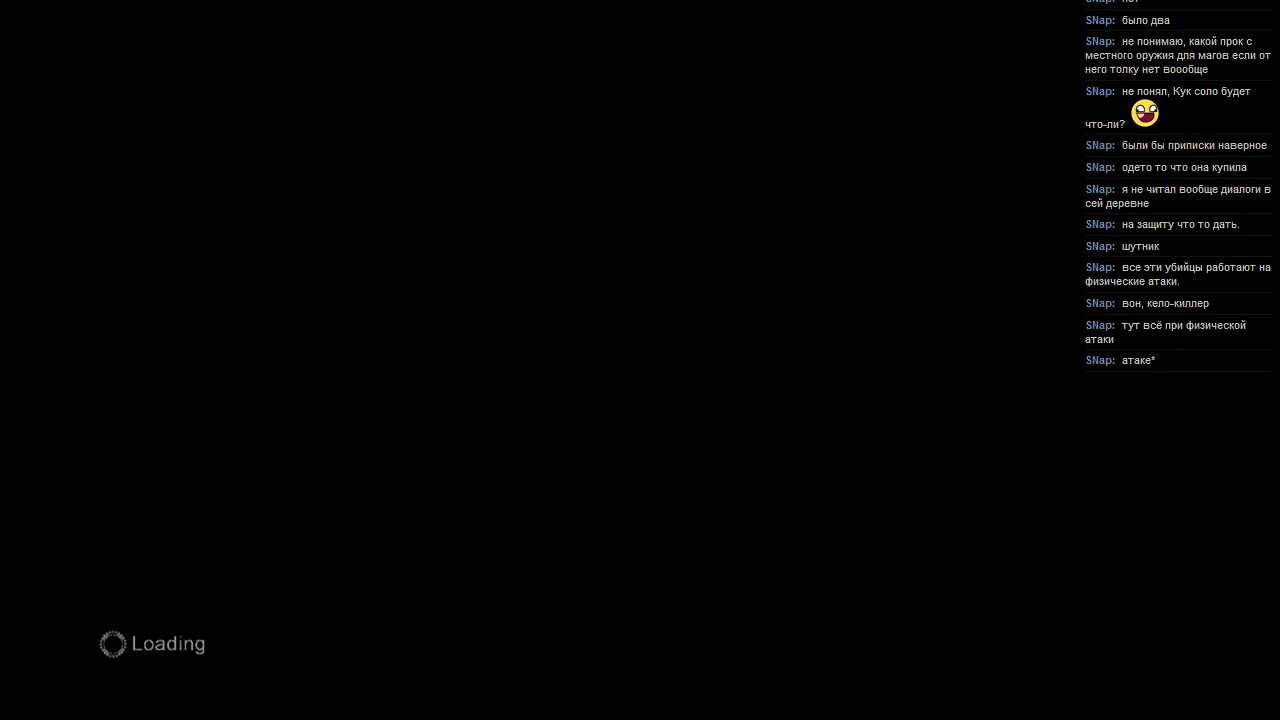 SNap: нет
SNap: было два
SNap: не понимаю, какой прок с
местного оружия для магов если от
него толку нет воообще
SNap: не понял, Кук соло будет
что-ли?
SNap: были бы приписки наверное
SNap: одето то что она купила
SNap: я не читал вообще диалоги в
сей деревне
SNap: на защиту что то дать.
SNap: шутник
SNap: все эти убийцы работают на
физические атаки.
SNap: вон, кело-киллер
SNap: тут всё при физической
атаки
SNap: атаке*
Loading